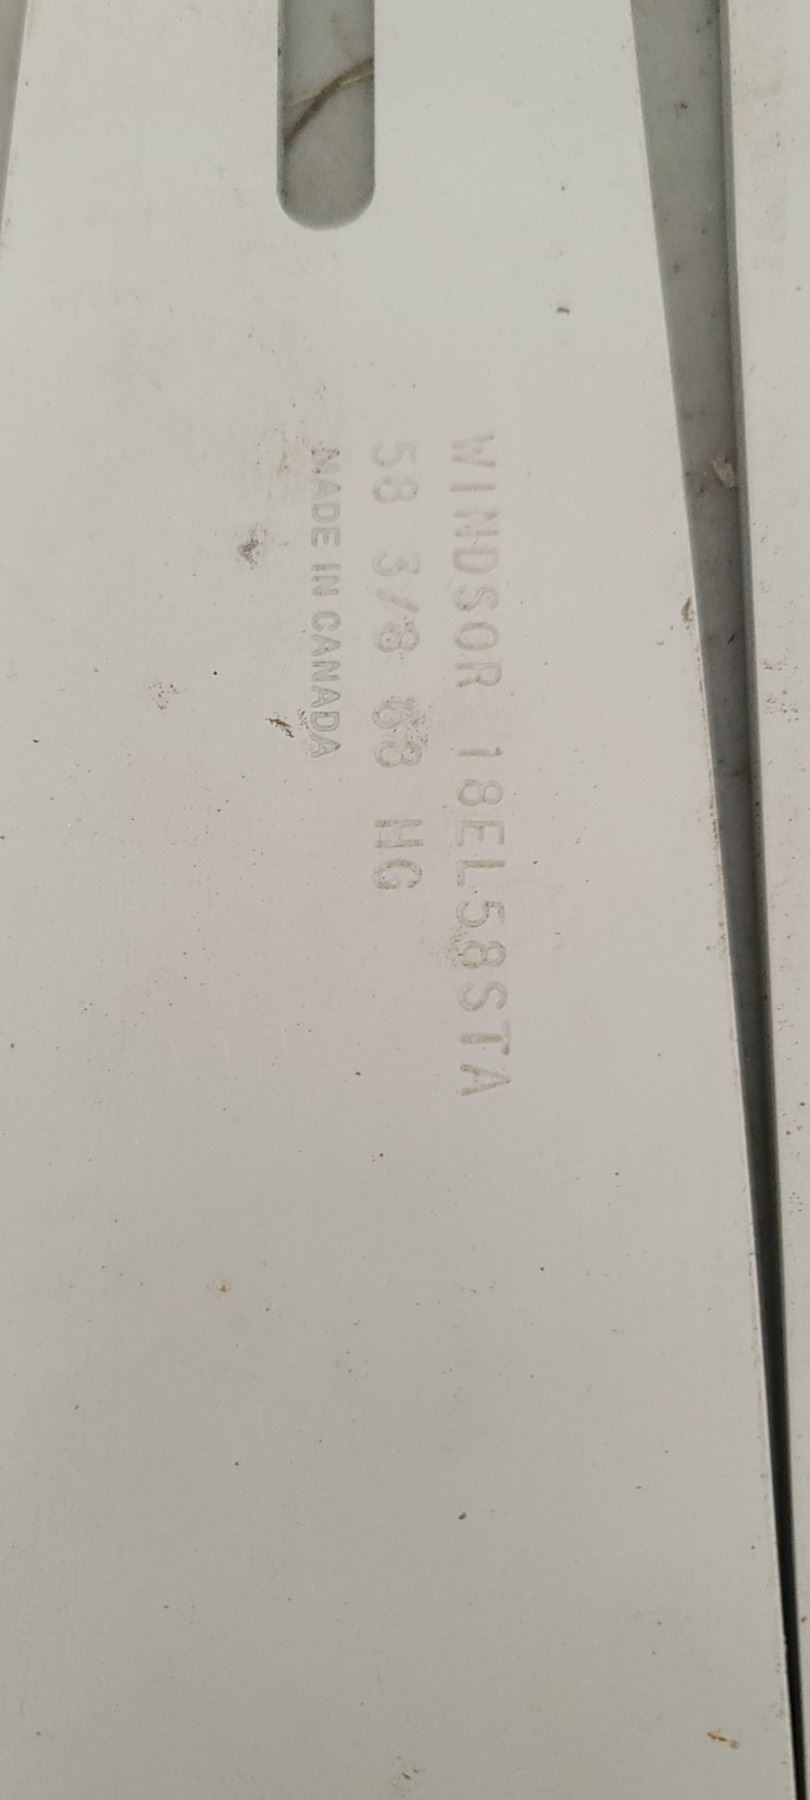 WINDSOR 18EL58STA
58 3/8 68 HG
MADE IN CANADA